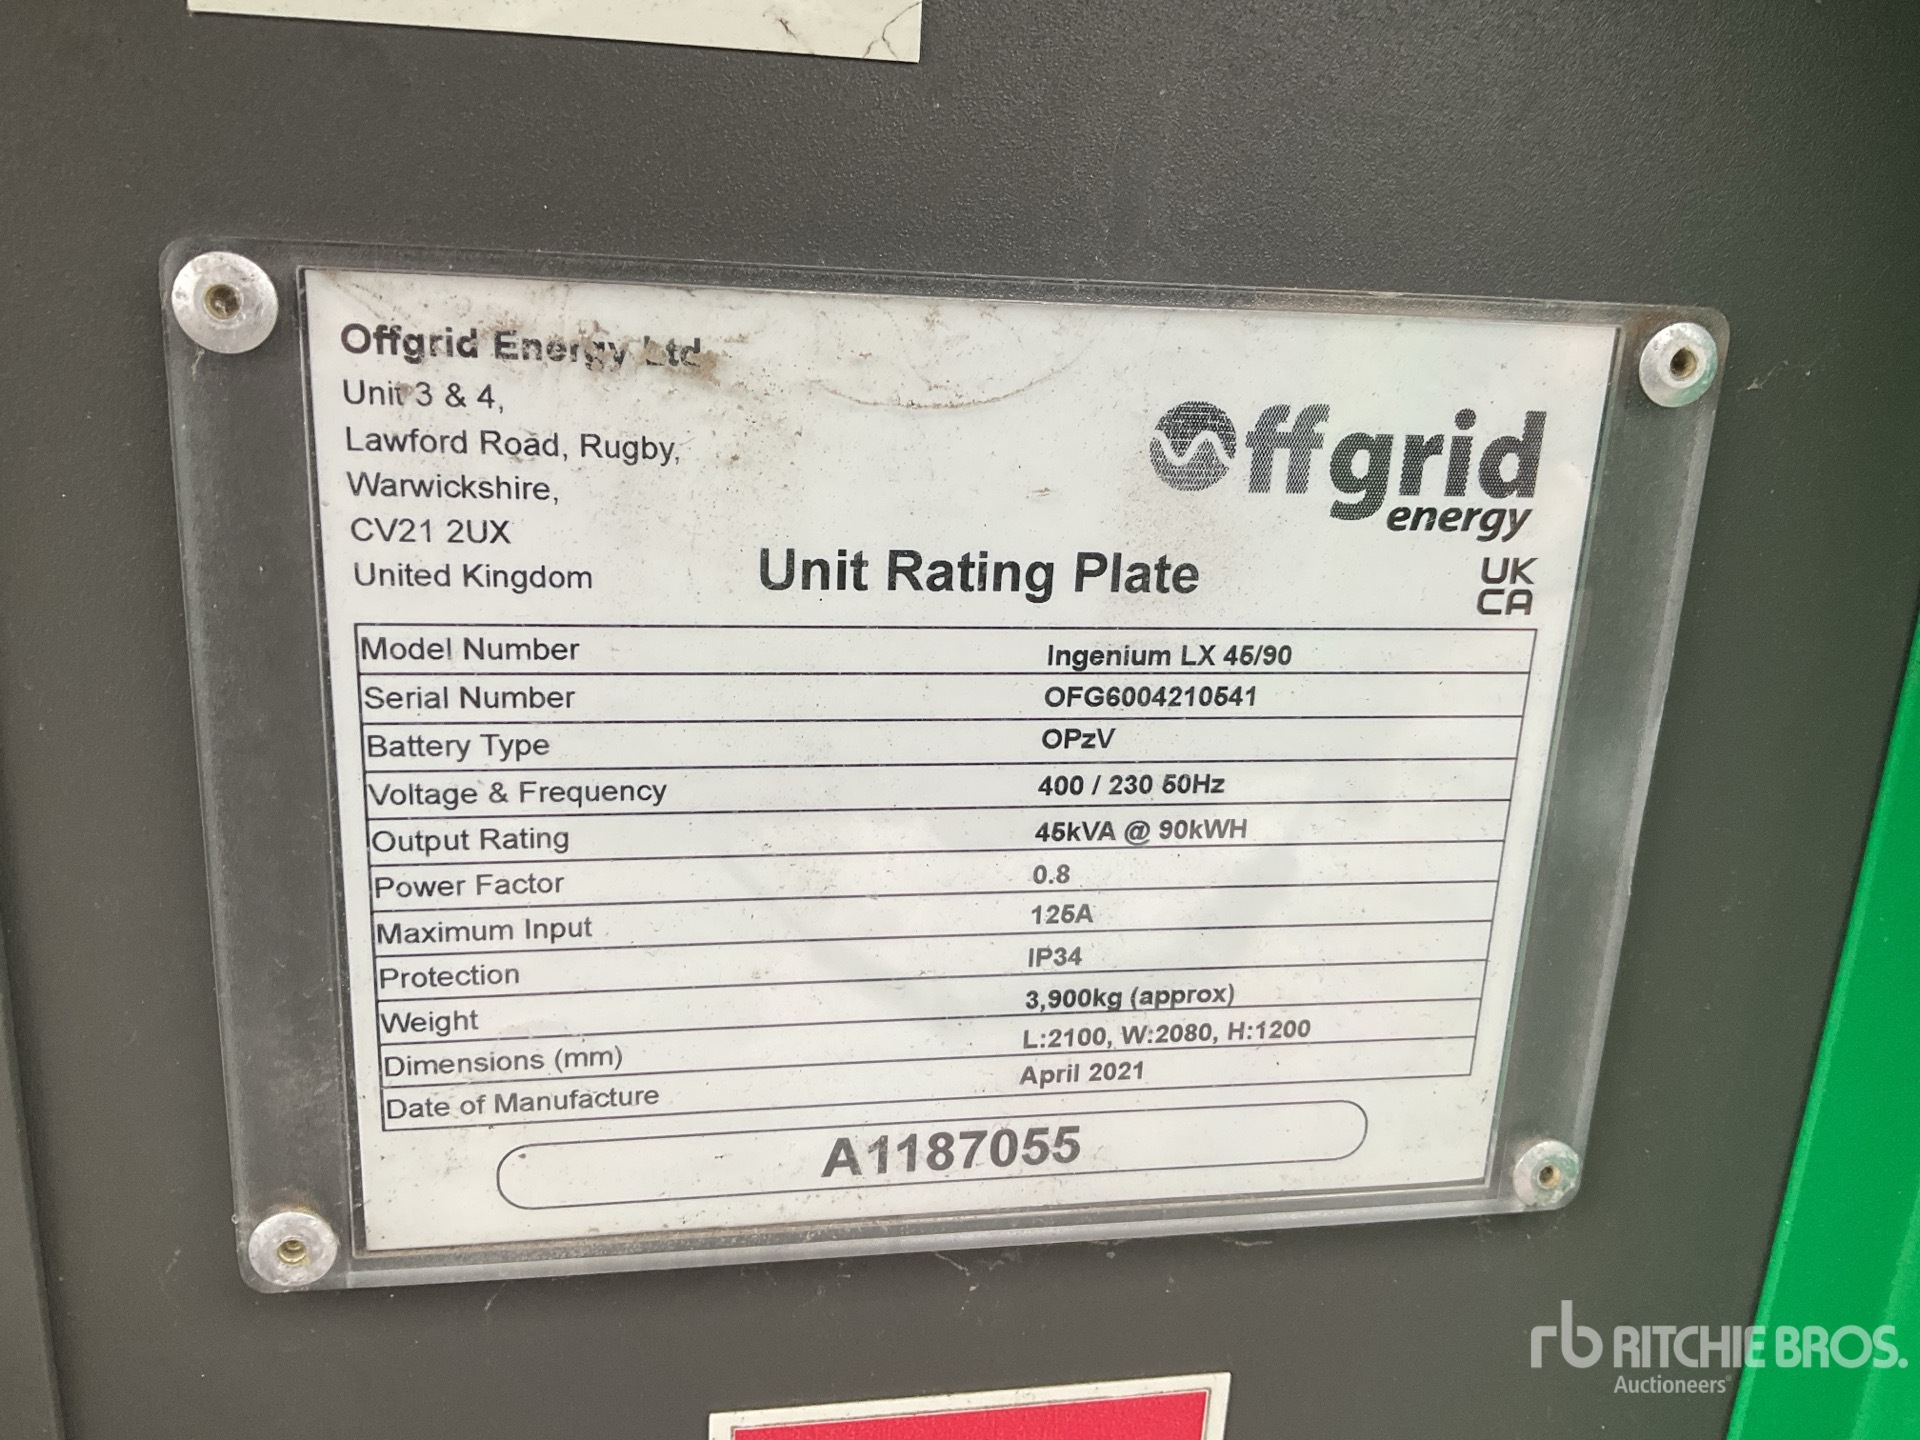 Offgrid Energy Ltd
Unit 3 & 4,
Lawford Road, Rugby,
Warwickshire,
CV21 2UX
United Kingdom
Offgrid
energy
UK
CA
Unit Rating Plate
Model Number Ingenium LX 45/90
Serial Number OFG6004210541
Battery Type OPzV
Voltage & Frequency 400 / 230 50Hz
Output Rating 45kVA @ 90kWH
Power Factor 0.8
Maximum Input 125A
Protection IP34
Weight 3,900kg (approx)
Dimensions (mm) L:2100, W:2080, H:1200
Date of Manufacture April 2021
A1187055
rb RITCHIE BROS.
Auctioneers